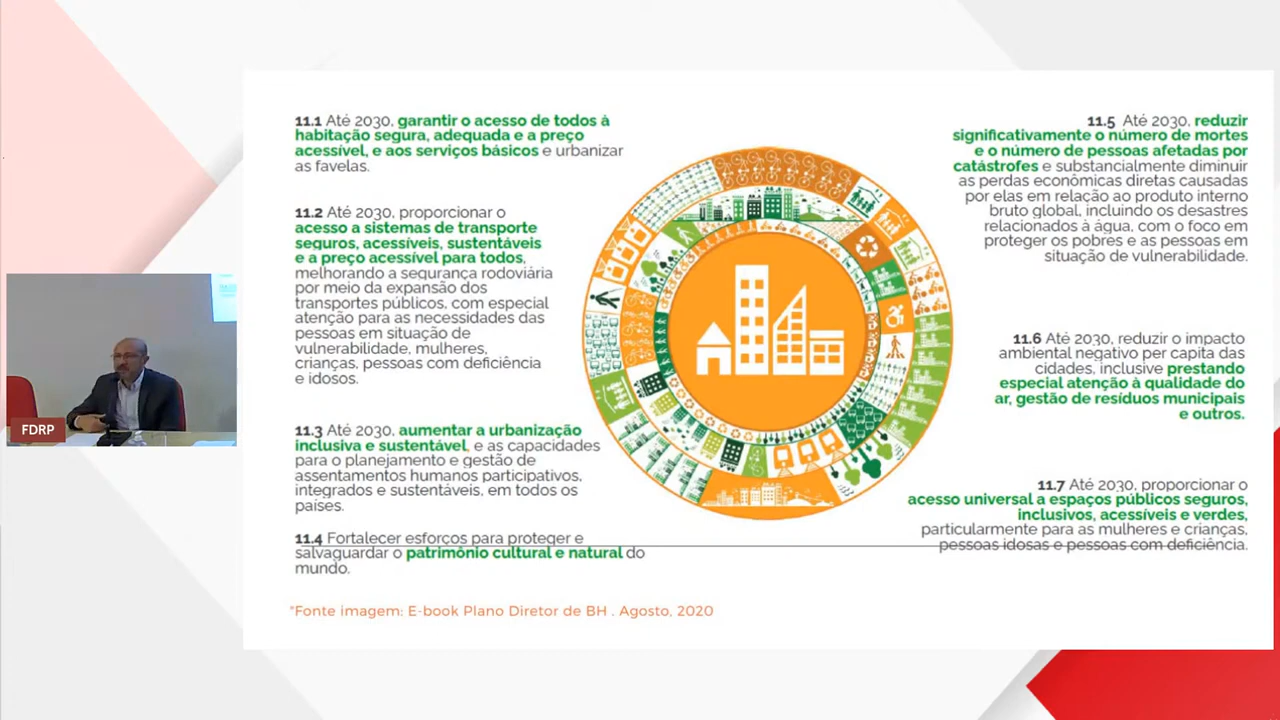 11.1 Até 2030, garantir o acesso de todos à
habitação segura, adequada e a preço
acessível, e aos serviços básicos e urbanizar
as favelas.
11.2 Até 2030, proporcionar o
acesso a sistemas de transporte
seguros, acessíveis, sustentáveis
e a preço acessível para todos,
melhorando a segurança rodoviária
por meio da expansão dos
transportes públicos, com especial
atenção para as necessidades das
pessoas em situação de
vulnerabilidade, mulheres,
crianças, pessoas com deficiência
e idosos.
11.3 Até 2030, aumentar a urbanização
inclusiva e sustentável, e as capacidades
para o planejamento e gestão de
assentamentos humanos participativos,
integrados e sustentáveis, em todos os
países.
11.4 Fortalecer esforços para proteger e
salvaguardar o patrimônio cultural e natural do
mundo.
*Fonte imagem: E-book Plano Diretor de BH . Agosto, 2020
11.5 Até 2030, reduzir
significativamente o número de mortes
e o número de pessoas afetadas por
catástrofes e substancialmente diminuir
as perdas econômicas diretas causadas
por elas em relação ao produto interno
bruto global, incluindo os desastres
relacionados à água, com o foco em
proteger os pobres e as pessoas em
situação de vulnerabilidade.
11.6 Até 2030, reduzir o impacto
ambiental negativo per capita das
cidades, inclusive prestando
especial atenção à qualidade do
ar, gestão de resíduos municipais
e outros.
11.7 Até 2030, proporcionar o
acesso universal a espaços públicos seguros,
inclusivos, acessíveis e verdes,
particularmente para as mulheres e crianças,
pessoas idosas e pessoas com deficiência.
FDRP